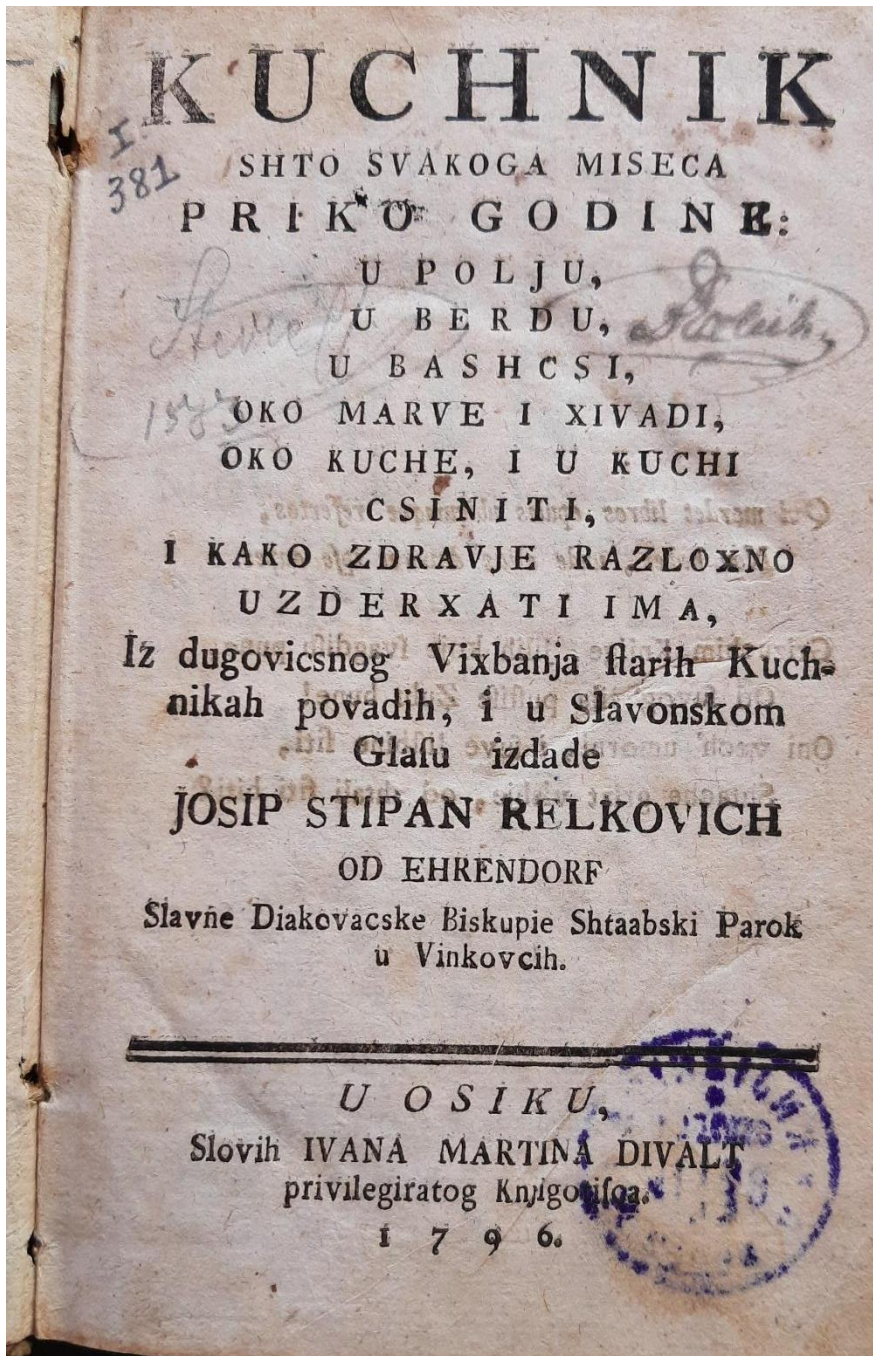 KUCHNIK
I
381
SHTO SVAKOGA MISECA
PRIKO GODINE:
U POLJU,
U BERDU,
U BASHCSI,
OKO MARVE I XIVADI,
OKO KUCHE, I U KUCHI
CSINITI,
I KAKO ZDRAVJE RAZLOXNO
UZDERXATI IMA,
Iz dugovicsnog Vixbanja ſtarih Kuch-
nikah povadih, i u Slavonskom
Glaſu izdade
JOSIP STIPAN RELKOVICH
OD EHRENDORF
Slavne Diakovacske Biskupie Shtaabski Parok
u Vinkovcih.
U OSIKU,
Slovih IVANA MARTINA DIVALT
privilegiratog Knjigotiſca.
1796.